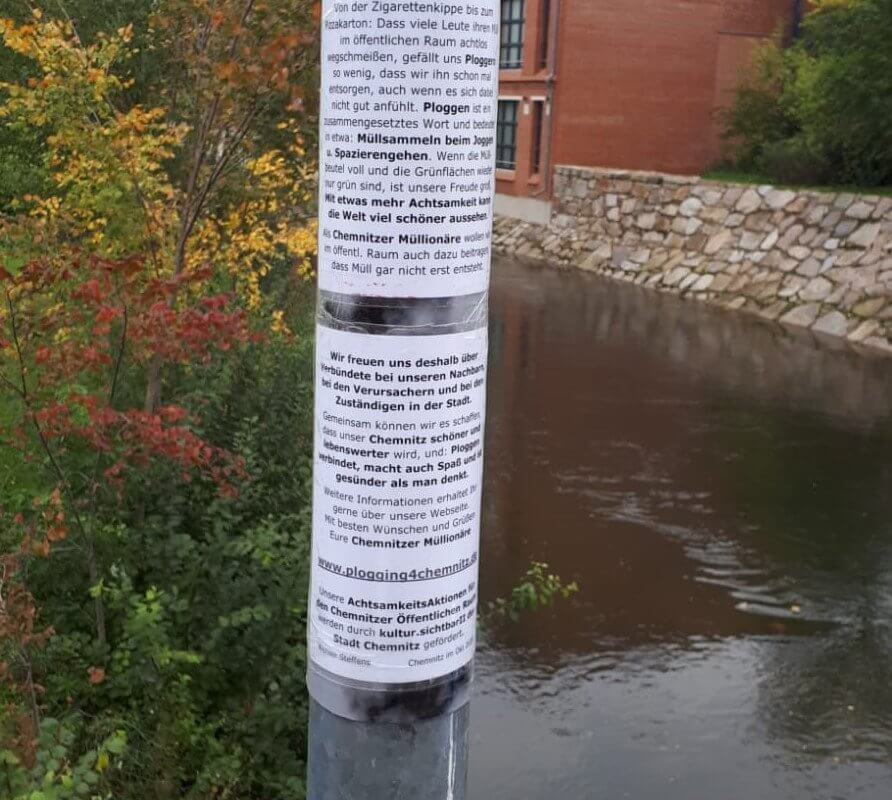 Von der Zigarettenkippe bis zum
Pizzakarton: Dass viele Leute ihren Müll
im öffentlichen Raum achtlos
wegschmeißen, gefällt uns Ploggern
so wenig, dass wir ihn schon mal
entsorgen, auch wenn es sich dabei
nicht gut anfühlt. Ploggen ist ein
zusammengesetztes Wort und bedeutet
in etwa: Müllsammeln beim Joggen
u. Spazierengehen. Wenn die Müll-
beutel voll und die Grünflächen wieder
nur grün sind, ist unsere Freude groß.
Mit etwas mehr Achtsamkeit kann
die Welt viel schöner aussehen.
Als Chemnitzer Müllionäre wollen wir
im öffentl. Raum auch dazu beitragen,
dass Müll gar nicht erst entsteht.
Wir freuen uns deshalb über
Verbündete bei unseren Nachbarn,
bei den Verursachern und bei den
Zuständigen in der Stadt.
Gemeinsam können wir es schaffen,
dass unser Chemnitz schöner und
lebenswerter wird, und: Ploggen
verbindet, macht auch Spaß und ist
gesünder als man denkt.
Weitere Informationen erhaltet Ihr
gerne über unsere Webseite.
Mit besten Wünschen und Grüßen
Eure Chemnitzer Müllionäre
www.plogging4chemnitz.de
Unsere AchtsamkeitsAktionen für
den Chemnitzer Öffentlichen Raum
werden durch kultur.sichtbarII der
Stadt Chemnitz gefördert.
Steffens Chemnitz im Okt